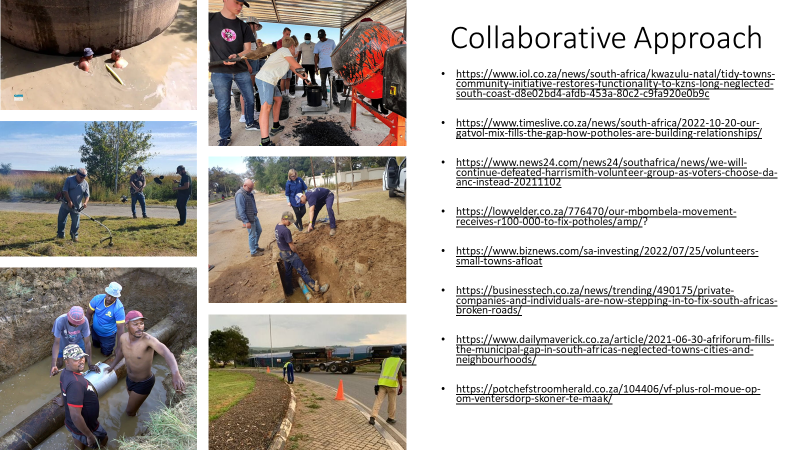 Collaborative Approach
• https://www.iol.co.za/news/south-africa/kwazulu-natal/tidy-towns-
community-initiative-restores-functionality-to-kzns-long-neglected-
south-coast-d8e02bd4-afdb-453a-80c2-c9fa920e0b9c
• https://www.timeslive.co.za/news/south-africa/2022-10-20-our-
gatvol-mix-fills-the-gap-how-potholes-are-building-relationships/
• https://www.news24.com/news24/southafrica/news/we-will-
continue-defeated-harrismith-volunteer-group-as-voters-choose-da-
anc-instead-20211102
• https://lowvelder.co.za/776470/our-mbombela-movement-
receives-r100-000-to-fix-potholes/amp/?
• https://www.biznews.com/sa-investing/2022/07/25/volunteers-
small-towns-afloat
• https://businesstech.co.za/news/trending/490175/private-
companies-and-individuals-are-now-stepping-in-to-fix-south-africas-
broken-roads/
• https://www.dailymaverick.co.za/article/2021-06-30-afriforum-fills-
the-municipal-gap-in-south-africas-neglected-towns-cities-and-
neighbourhoods/
• https://potchefstroomherald.co.za/104406/vf-plus-rol-moue-op-
om-ventersdorp-skoner-te-maak/